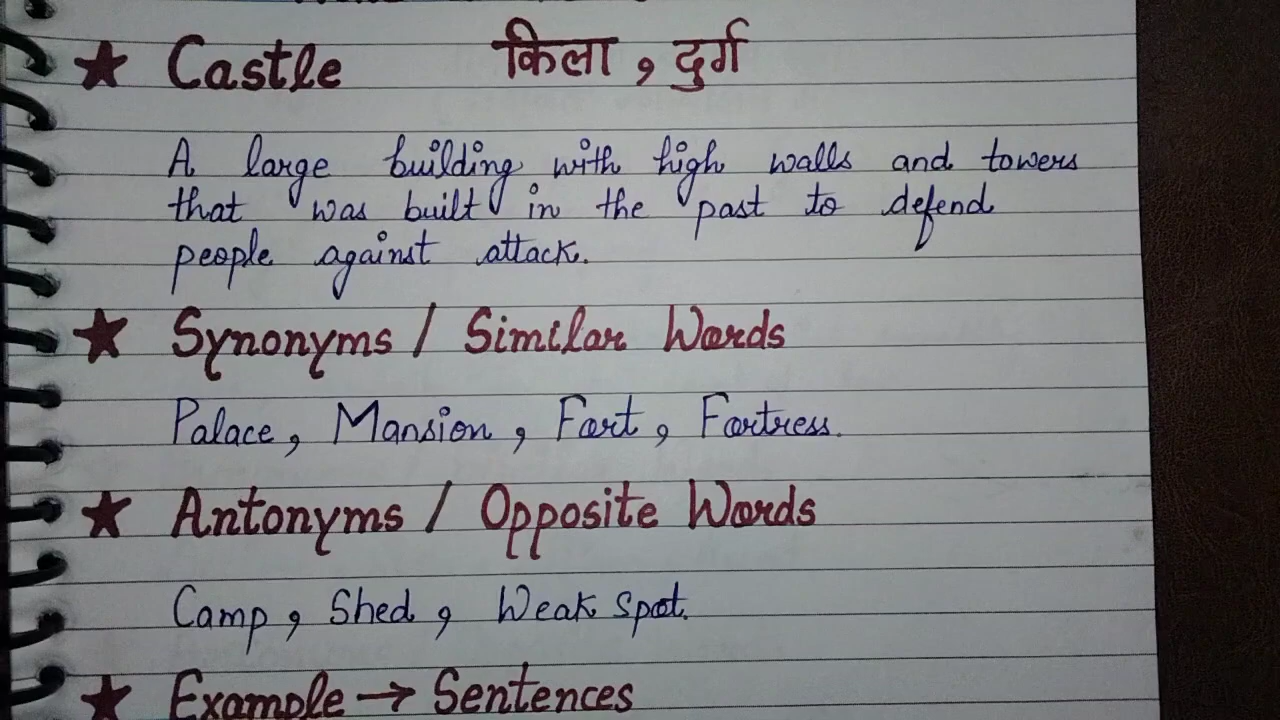 ★ Castle किला, दुर्ग
A large building with high walls and towers
that was built in the past to defend
people against attack.
★ Synonyms / Similar Words
Palace, Mansion, Fort, Fortress.
★ Antonyms / Opposite Words
Camp, Shed, Weak spot.
★ Example → Sentences